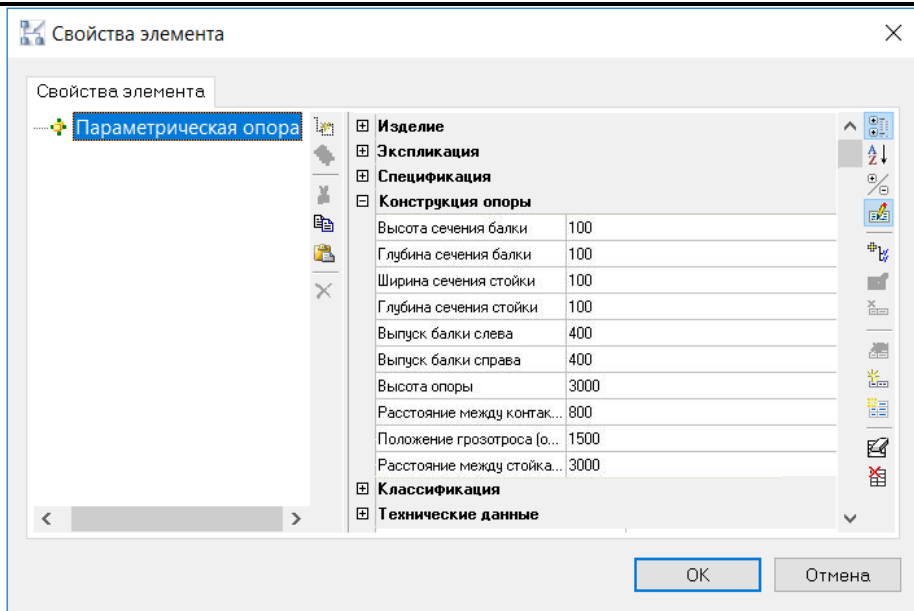 Свойства элемента
Свойства элемента
Параметрическая опора
Изделие
Экспликация
Спецификация
Конструкция опоры
Высота сечения балки 100
Глубина сечения балки 100
Ширина сечения стойки 100
Глубина сечения стойки 100
Выпуск балки слева 400
Выпуск балки справа 400
Высота опоры 3000
Расстояние между контак... 800
Положение грозотроса (о... 1500
Расстояние между стойка... 3000
Классификация
Технические данные
OK Отмена